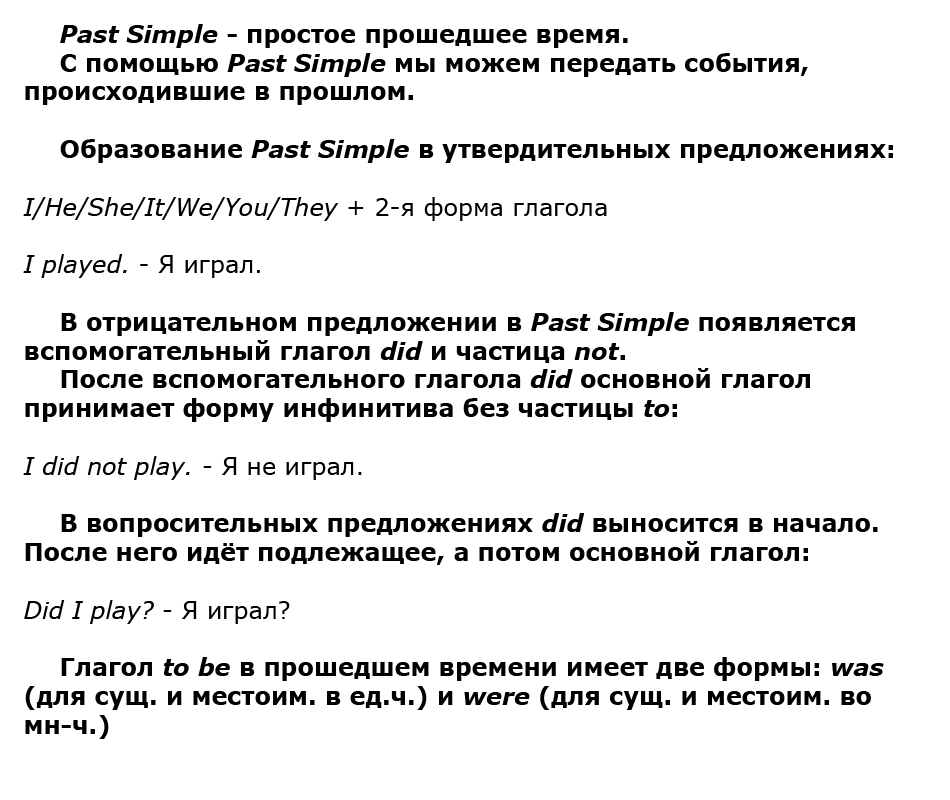 Past Simple - простое прошедшее время.
С помощью Past Simple мы можем передать события,
происходившие в прошлом.
Образование Past Simple в утвердительных предложениях:
I/He/She/It/We/You/They + 2-я форма глагола
I played. - Я играл.
В отрицательном предложении в Past Simple появляется
вспомогательный глагол did и частица not.
После вспомогательного глагола did основной глагол
принимает форму инфинитива без частицы to:
I did not play. - Я не играл.
В вопросительных предложениях did выносится в начало.
После него идёт подлежащее, а потом основной глагол:
Did I play? - Я играл?
Глагол to be в прошедшем времени имеет две формы: was
(для сущ. и местоим. в ед.ч.) и were (для сущ. и местоим. во
мн-ч.)